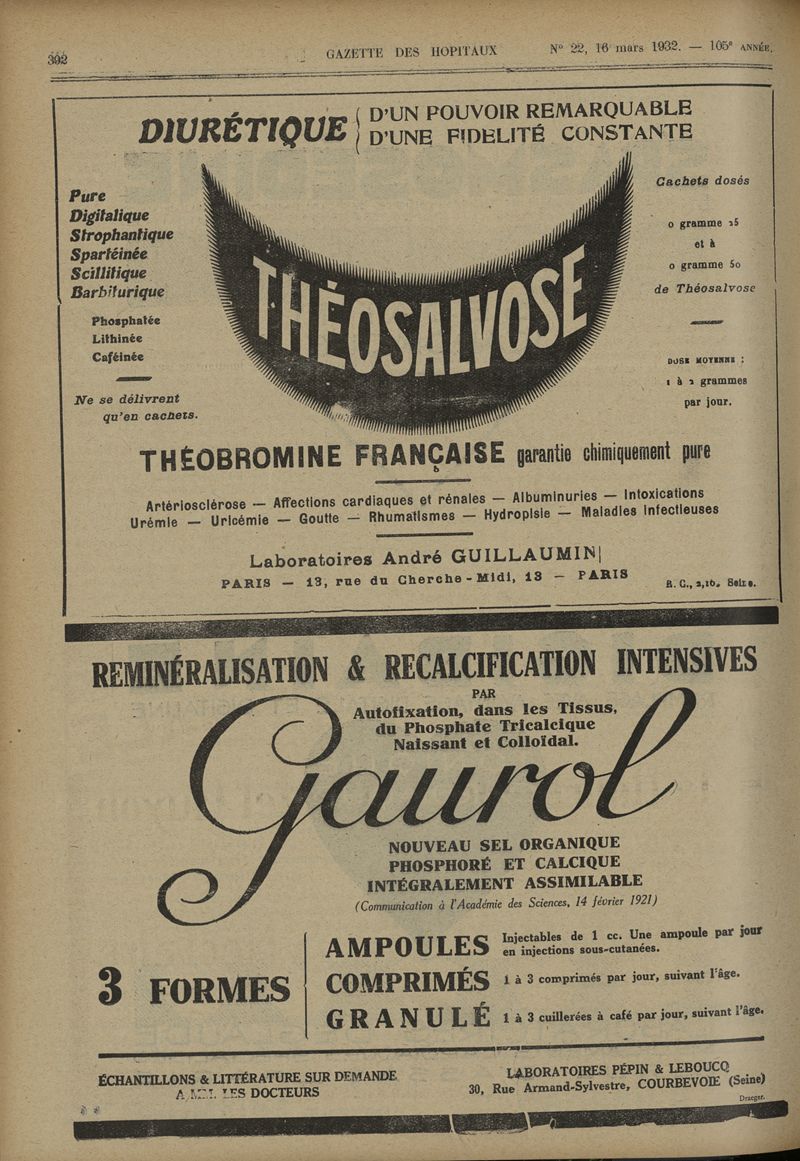 392
GAZETTE DES HOPITAUX
N° 22, 16 mars 1932. — 105e ANNÉE.
DIURÉTIQUE
D'UN POUVOIR REMARQUABLE
D'UNE FIDELITÉ CONSTANTE
Pure
Digitalique
Strophantique
Spartéinée
Scillitique
Barbiturique
Phosphatée
Lithinée
Caféinée
Ne se délivrent
qu'en cachets.
THÉOSALVOSE
Cachets dosés
0 gramme 25
et à
0 gramme 50
de Théosalvose
DOSE MOYENNE :
1 à 2 grammes
par jour.
THÉOBROMINE FRANÇAISE garantie chimiquement pure
Artériosclérose — Affections cardiaques et rénales — Albuminuries — Intoxications
Urémie — Uricémie — Goutte — Rhumatismes — Hydropisie — Maladies Infectieuses
Laboratoires André GUILLAUMIN
PARIS — 13, rue du Cherche-Midi, 13 — PARIS
R. C., Seine.
REMINÉRALISATION & RECALCIFICATION INTENSIVES
PAR
Autofixation, dans les Tissus,
du Phosphate Tricalcique
Naissant et Colloïdal.
Gaurol
NOUVEAU SEL ORGANIQUE
PHOSPHORÉ ET CALCIQUE
INTÉGRALEMENT ASSIMILABLE
(Communication à l'Académie des Sciences, 14 février 1921)
3 FORMES
AMPOULES Injectables de 1 cc. Une ampoule par jour
en injections sous-cutanées.
COMPRIMÉS 1 à 3 comprimés par jour, suivant l'âge.
GRANULÉ 1 à 3 cuillerées à café par jour, suivant l'âge.
ÉCHANTILLONS & LITTÉRATURE SUR DEMANDE
A LES DOCTEURS
LABORATOIRES PÉPIN & LEBOUCQ
30, Rue Armand-Sylvestre, COURBEVOIE (Seine)
Draeger.